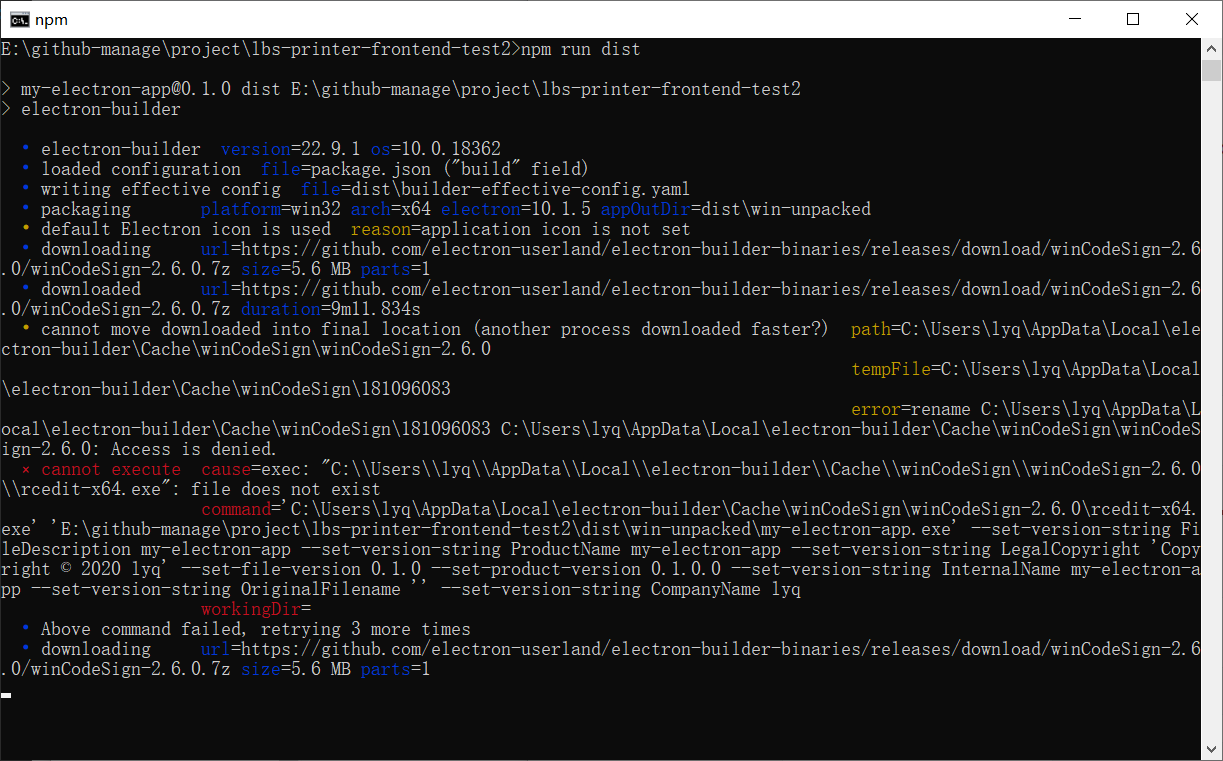 npm
E:\github-manage\project\lbs-printer-frontend-test2>npm run dist
> my-electron-app@0.1.0 dist E:\github-manage\project\lbs-printer-frontend-test2
> electron-builder
• electron-builder  version=22.9.1 os=10.0.18362
• loaded configuration  file=package.json ("build" field)
• writing effective config  file=dist\builder-effective-config.yaml
• packaging       platform=win32 arch=x64 electron=10.1.5 appOutDir=dist\win-unpacked
• default Electron icon is used  reason=application icon is not set
• downloading     url=https://github.com/electron-userland/electron-builder-binaries/releases/download/winCodeSign-2.6
.0/winCodeSign-2.6.0.7z size=5.6 MB parts=1
• downloaded      url=https://github.com/electron-userland/electron-builder-binaries/releases/download/winCodeSign-2.6
.0/winCodeSign-2.6.0.7z duration=9m11.834s
• cannot move downloaded into final location (another process downloaded faster?)  path=C:\Users\lyq\AppData\Local\ele
ctron-builder\Cache\winCodeSign\winCodeSign-2.6.0
tempFile=C:\Users\lyq\AppData\Local
\electron-builder\Cache\winCodeSign\181096083
error=rename C:\Users\lyq\AppData\L
ocal\electron-builder\Cache\winCodeSign\181096083 C:\Users\lyq\AppData\Local\electron-builder\Cache\winCodeSign\winCodeS
ign-2.6.0: Access is denied.
⨯ cannot execute  cause=exec: "C:\\Users\\lyq\\AppData\\Local\\electron-builder\\Cache\\winCodeSign\\winCodeSign-2.6.0
\\rcedit-x64.exe": file does not exist
command='C:\Users\lyq\AppData\Local\electron-builder\Cache\winCodeSign\winCodeSign-2.6.0\rcedit-x64.
exe' 'E:\github-manage\project\lbs-printer-frontend-test2\dist\win-unpacked\my-electron-app.exe' --set-version-string Fi
leDescription my-electron-app --set-version-string ProductName my-electron-app --set-version-string LegalCopyright 'Copy
right © 2020 lyq' --set-file-version 0.1.0 --set-product-version 0.1.0.0 --set-version-string InternalName my-electron-a
pp --set-version-string OriginalFilename '' --set-version-string CompanyName lyq
workingDir=
• Above command failed, retrying 3 more times
• downloading     url=https://github.com/electron-userland/electron-builder-binaries/releases/download/winCodeSign-2.6
.0/winCodeSign-2.6.0.7z size=5.6 MB parts=1